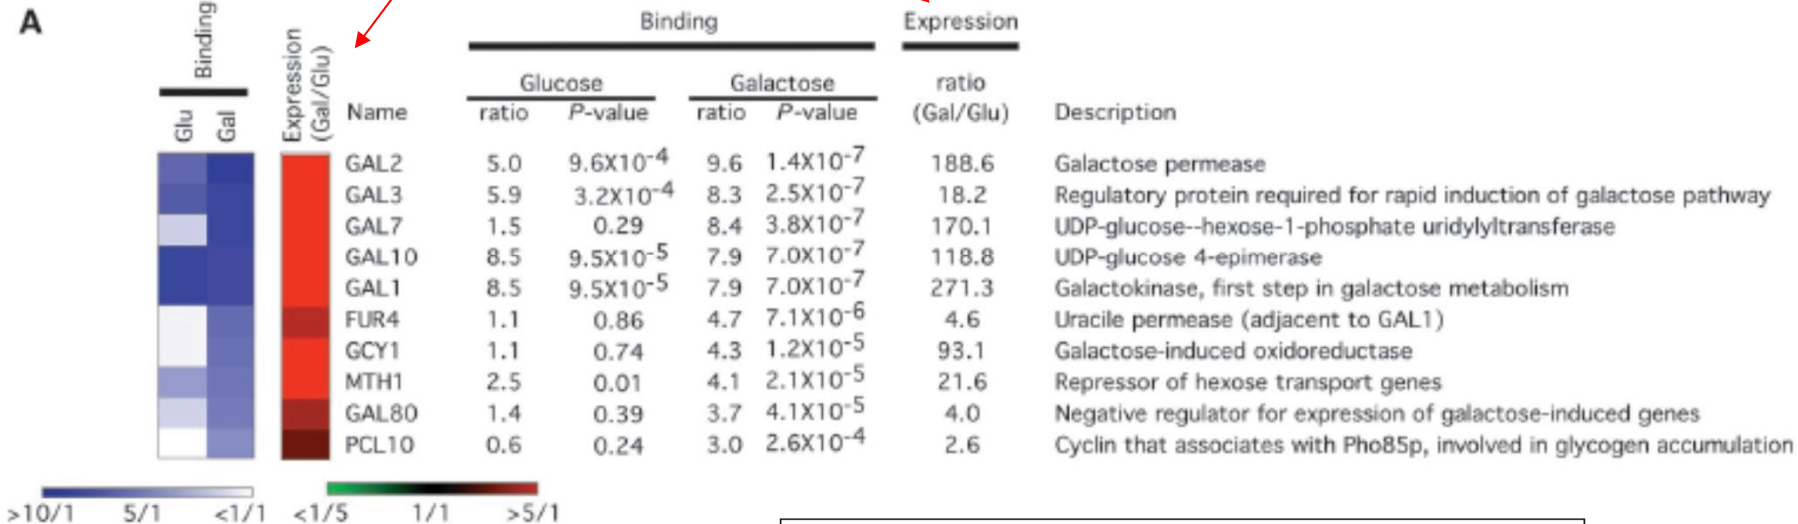 A
Binding
Glu
Gal
Expression
(Gal/Glu)
Binding
Expression
Glucose
Galactose
ratio
Name ratio P-value ratio P-value (Gal/Glu) Description
GAL2 5.0 9.6X10-4 9.6 1.4X10-7 188.6 Galactose permease
GAL3 5.9 3.2X10-4 8.3 2.5X10-7 18.2 Regulatory protein required for rapid induction of galactose pathway
GAL7 1.5 0.29 8.4 3.8X10-7 170.1 UDP-glucose--hexose-1-phosphate uridylyltransferase
GAL10 8.5 9.5X10-5 7.9 7.0X10-7 118.8 UDP-glucose 4-epimerase
GAL1 8.5 9.5X10-5 7.9 7.0X10-7 271.3 Galactokinase, first step in galactose metabolism
FUR4 1.1 0.86 4.7 7.1X10-6 4.6 Uracile permease (adjacent to GAL1)
GCY1 1.1 0.74 4.3 1.2X10-5 93.1 Galactose-induced oxidoreductase
MTH1 2.5 0.01 4.1 2.1X10-5 21.6 Repressor of hexose transport genes
GAL80 1.4 0.39 3.7 4.1X10-5 4.0 Negative regulator for expression of galactose-induced genes
PCL10 0.6 0.24 3.0 2.6X10-4 2.6 Cyclin that associates with Pho85p, involved in glycogen accumulation
>10/1 5/1 <1/1 <1/5 1/1 >5/1